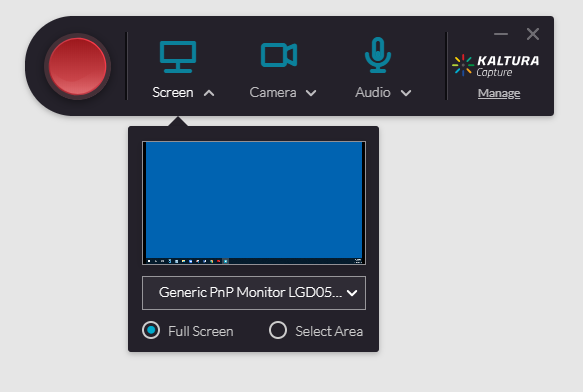 Screen
Camera
Audio
KALTURA
Capture
Manage
Generic PnP Monitor LGD05...
Full Screen
Select Area